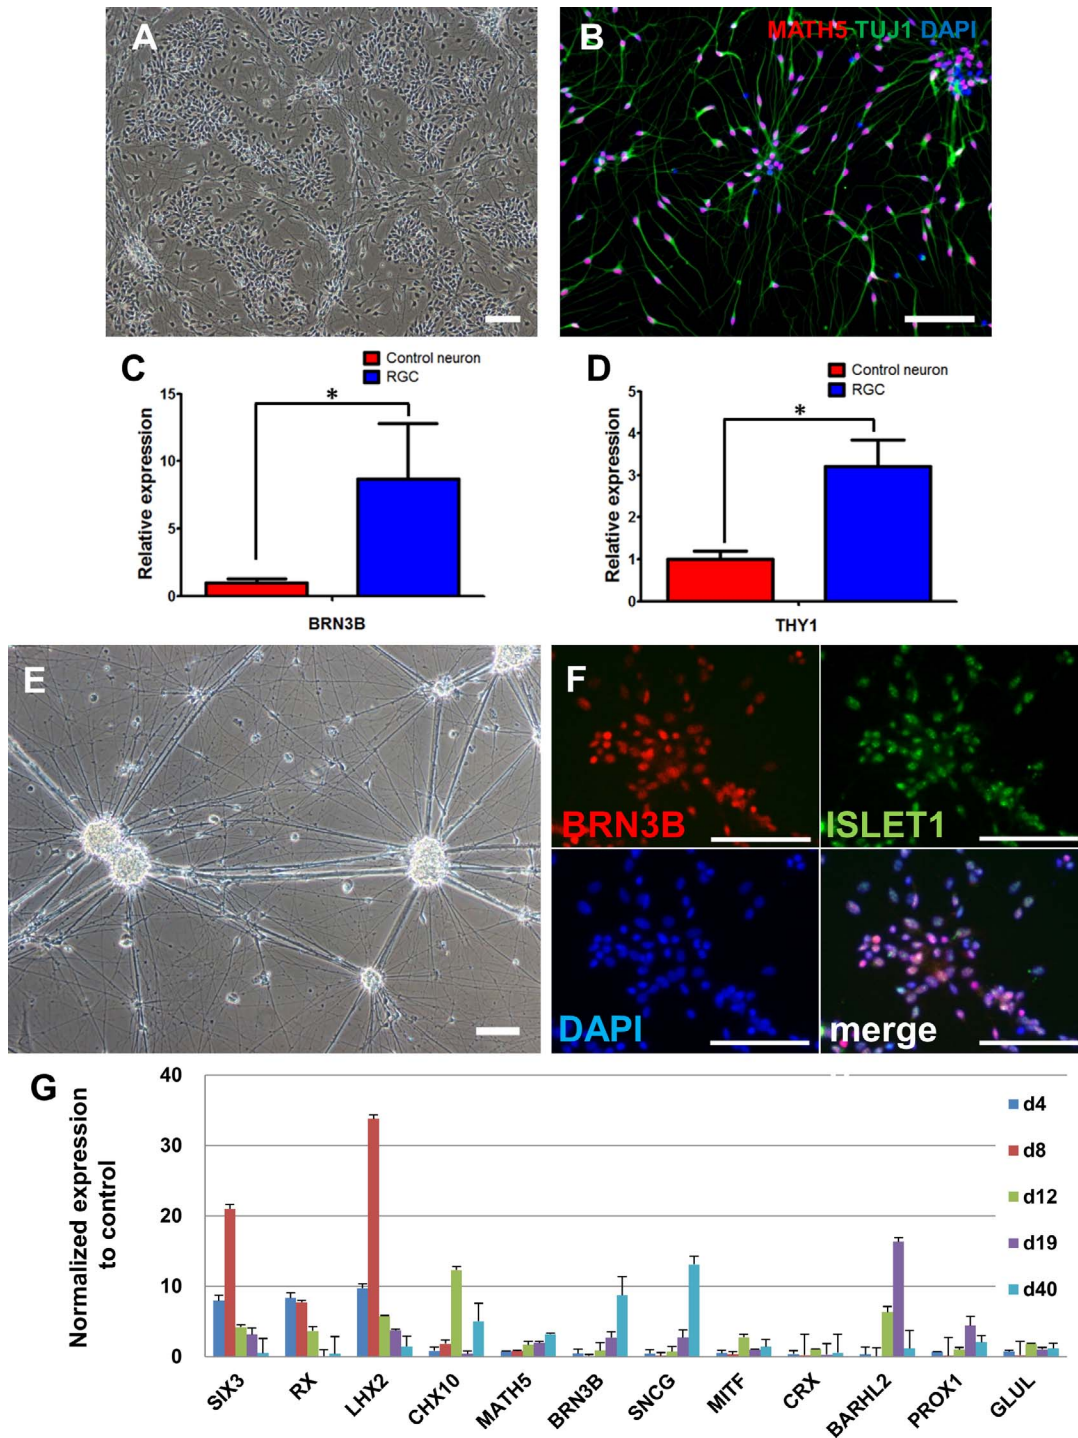 A
B
MATH5 TUJ1 DAPI
C
Control neuron
RGC
Relative expression
15
10
5
0
*
BRN3B
D
Control neuron
RGC
Relative expression
5
4
3
2
1
0
*
THY1
E
F
BRN3B
ISLET1
DAPI
merge
G
Normalized expression
to control
40
30
20
10
0
d4
d8
d12
d19
d40
SIX3
RX
LHX2
CHX10
MATH5
BRN3B
SNCG
MITF
CRX
BARHL2
PROX1
GLUL